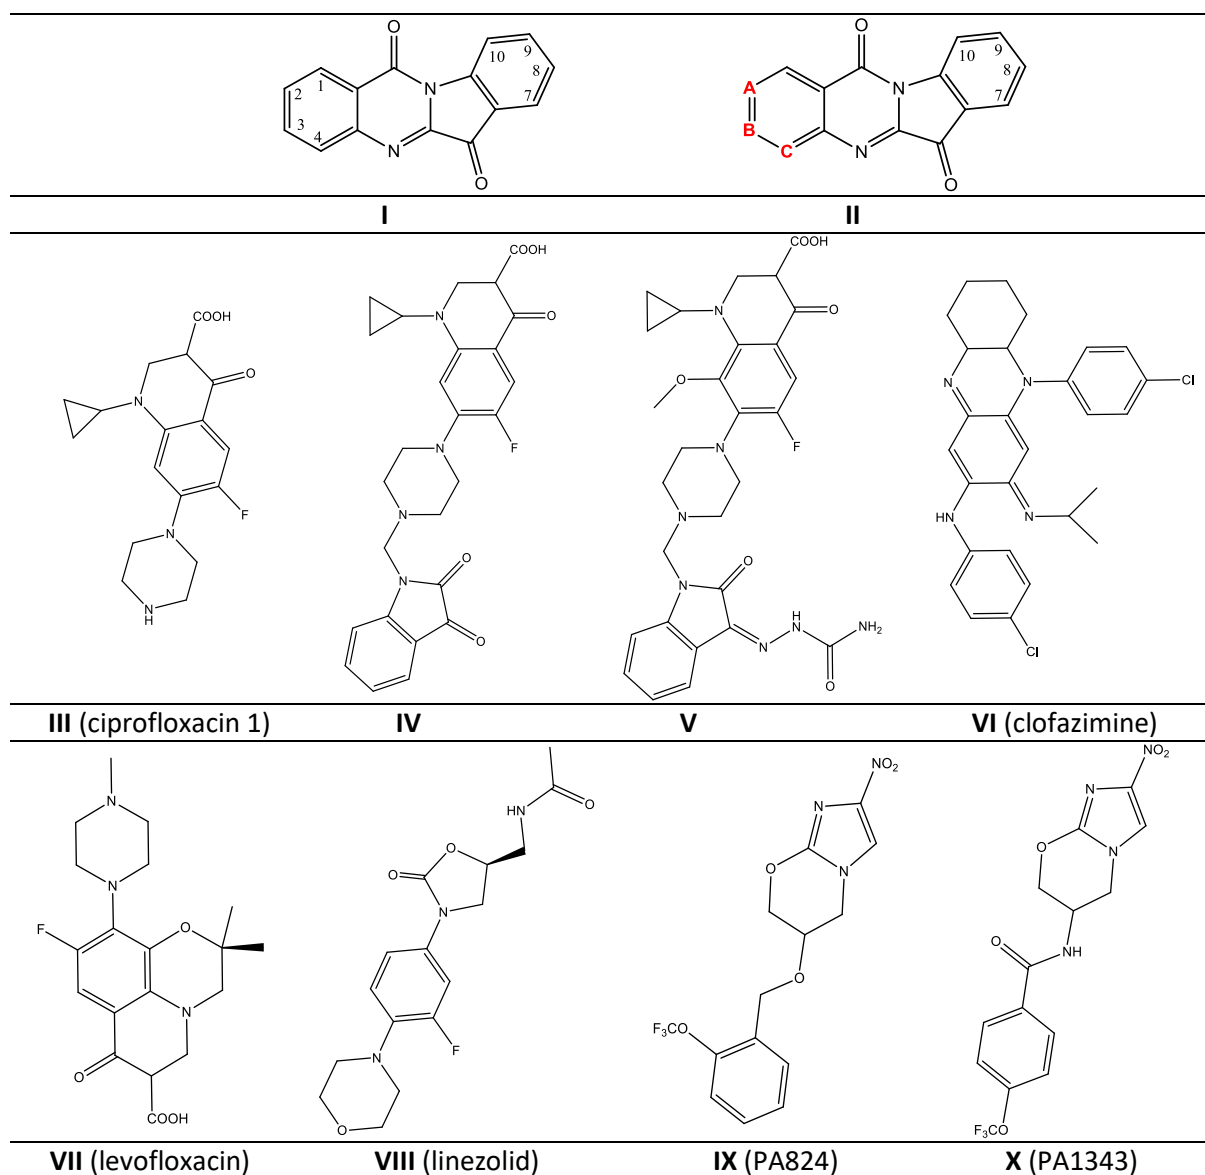 O
N
N
O
1
2
3
4
7
8
9
10
O
A
B
C
N
N
O
7
8
9
10
I
II
COOH
O
N
F
N
N
H
COOH
O
N
F
N
N
N
O
O
COOH
O
N
O
F
N
N
N
O
N
NH
NH2
O
N
N
Cl
HN
N
Cl
III (ciprofloxacin 1)
IV
V
VI (clofazimine)
N
N
F
O
N
O
COOH
HN
O
O
O
N
F
N
O
NO2
N
N
O
O
F3CO
NO2
N
N
O
O
NH
F3CO
VII (levofloxacin)
VIII (linezolid)
IX (PA824)
X (PA1343)